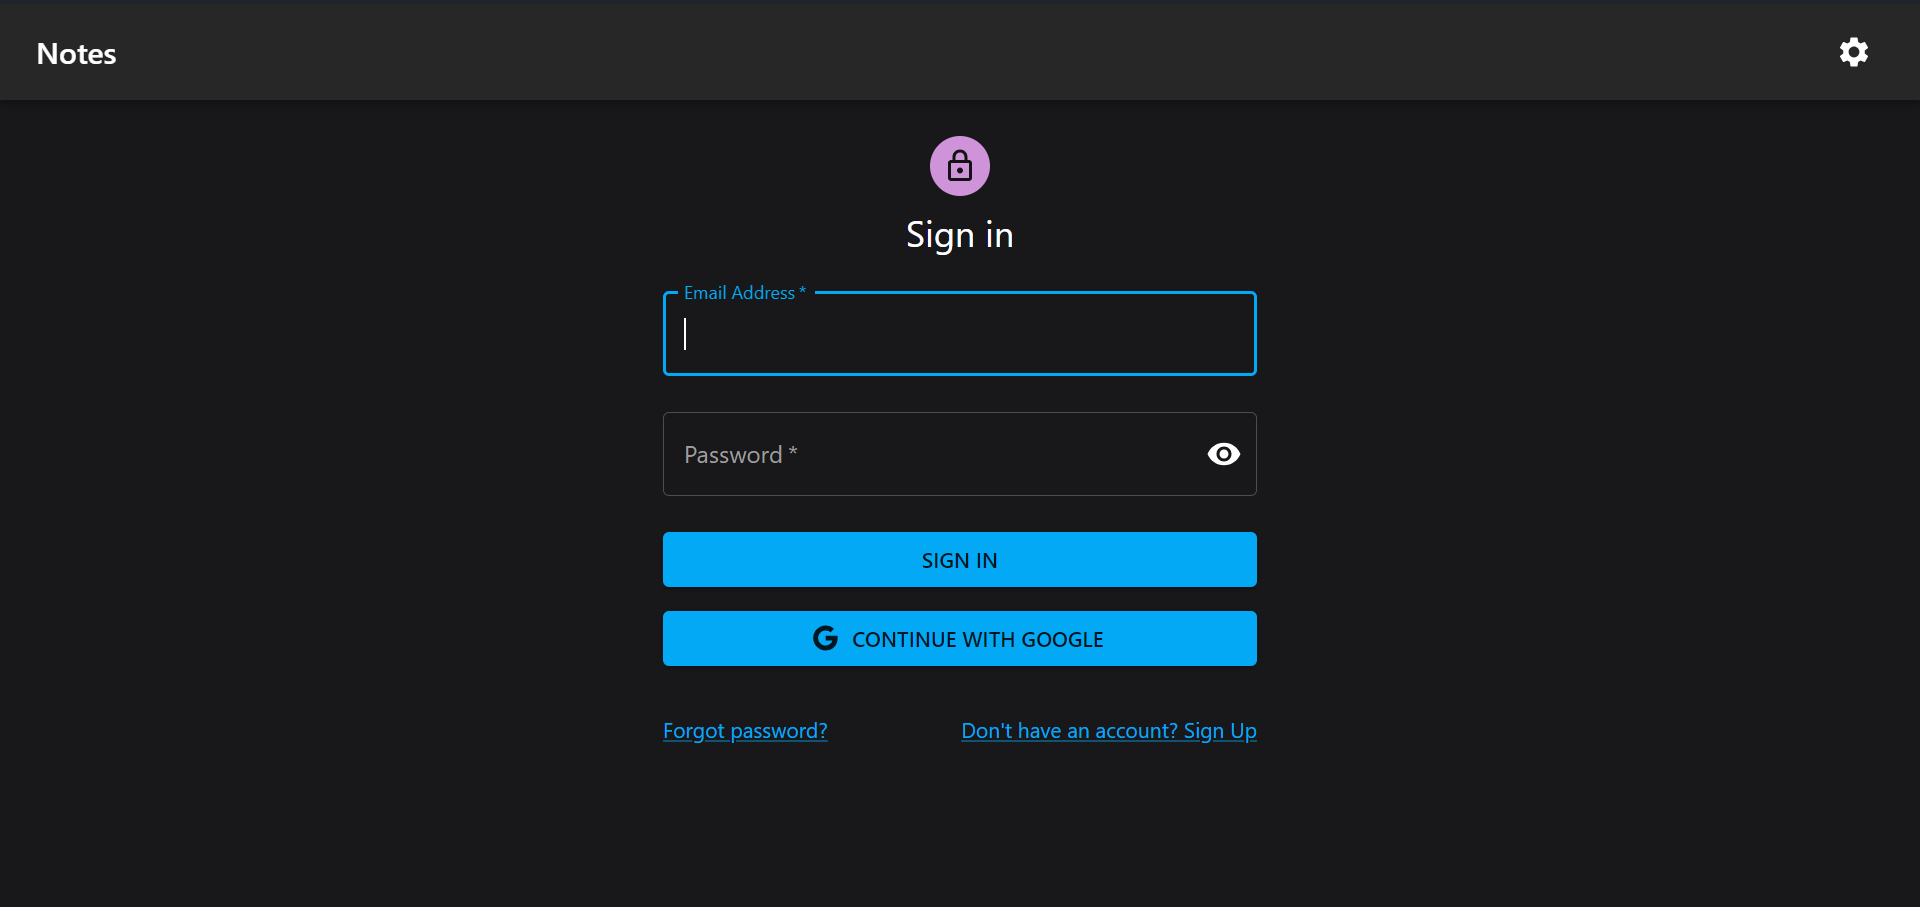 Notes
Sign in
Email Address *
Password *
SIGN IN
CONTINUE WITH GOOGLE
Forgot password?
Don't have an account? Sign Up